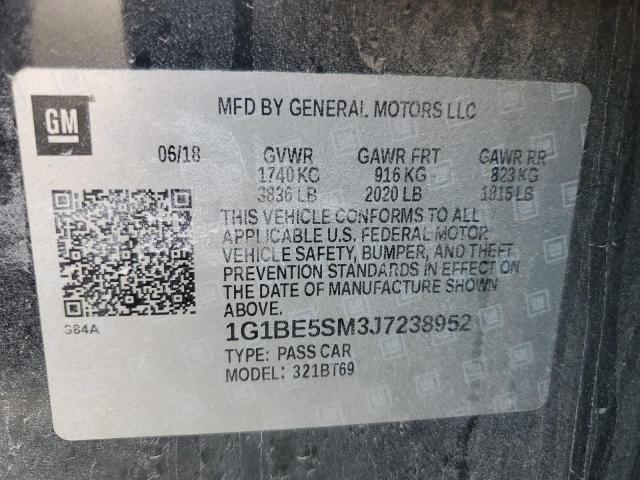 GM
MFD BY GENERAL MOTORS LLC
06/18 GVWR GAWR FRT GAWR RR
1740 KG 916 KG 823 KG
3836 LB 2020 LB 1815 LB
THIS VEHICLE CONFORMS TO ALL
APPLICABLE U.S. FEDERAL MOTOR
VEHICLE SAFETY, BUMPER, AND THEFT
PREVENTION STANDARDS IN EFFECT ON
THE DATE OF MANUFACTURE SHOWN
ABOVE.
384A
1G1BE5SM3J7238952
TYPE: PASS CAR
MODEL: 321BT69